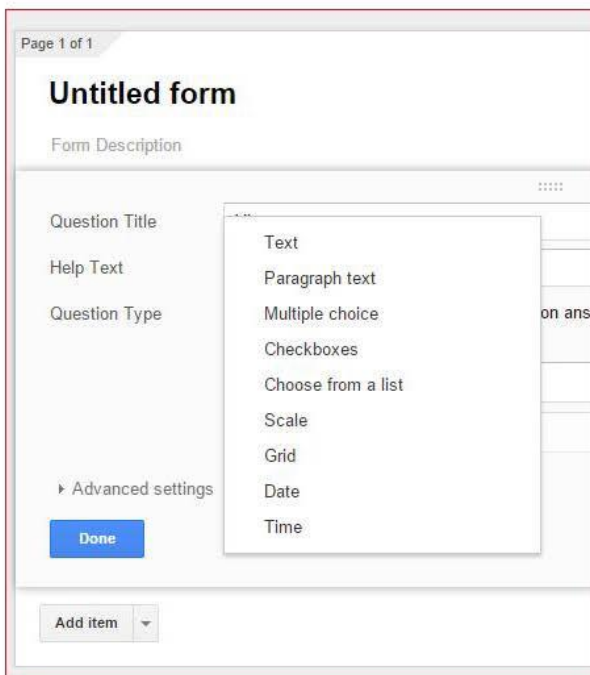 Page 1 of 1
Untitled form
Form Description
Question Title
Help Text
Question Type
Text
Paragraph text
Multiple choice
on ans
Checkboxes
Choose from a list
Scale
Grid
Date
Time
Advanced settings
Done
Add item